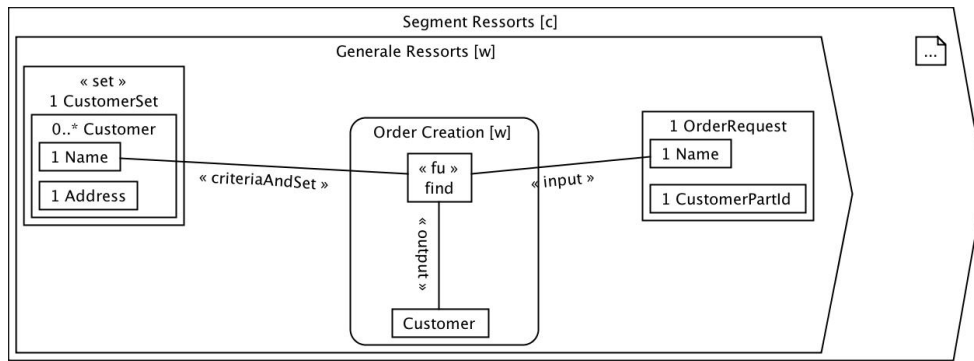 Segment Ressorts [c]
Generale Ressorts [w]
...
« set »
1 CustomerSet
0..* Customer
1 Name
1 Address
« criteriaAndSet »
Order Creation [w]
« fu »
find
« output »
Customer
« input »
1 OrderRequest
1 Name
1 CustomerPartId